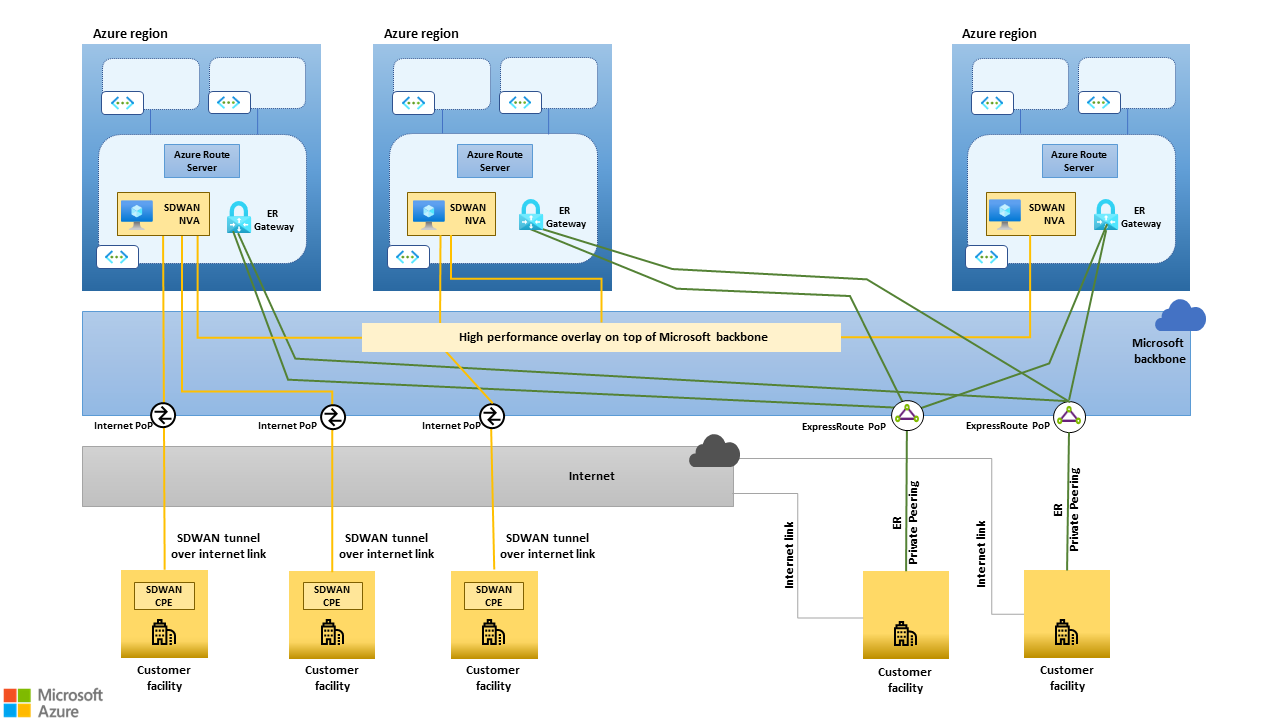 Azure region
Azure region
Azure region
Azure Route
Server
Azure Route
Server
Azure Route
Server
SDWAN
NVA
ER
Gateway
SDWAN
NVA
ER
Gateway
SDWAN
NVA
ER
Gateway
High performance overlay on top of Microsoft backbone
Microsoft
backbone
Internet PoP
Internet PoP
Internet PoP
ExpressRoute PoP
ExpressRoute PoP
Internet
SDWAN tunnel
over internet link
SDWAN tunnel
over internet link
SDWAN tunnel
over internet link
Internet link
ER
Private Peering
Internet link
ER
Private Peering
SDWAN
CPE
SDWAN
CPE
SDWAN
CPE
Customer
facility
Customer
facility
Customer
facility
Customer
facility
Customer
facility
Microsoft
Azure